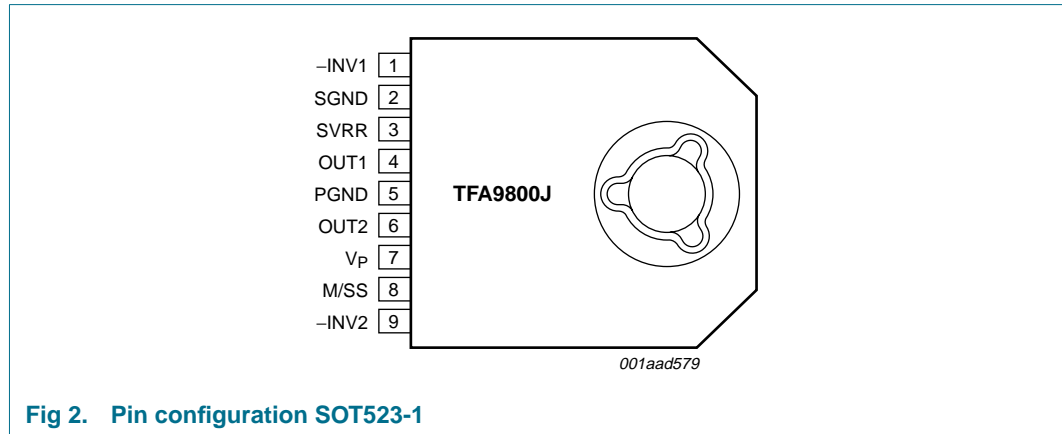 −INV1 1
SGND 2
SVRR 3
OUT1 4
PGND 5
OUT2 6
VP 7
M/SS 8
−INV2 9
TFA9800J
001aad579
Fig 2. Pin configuration SOT523-1